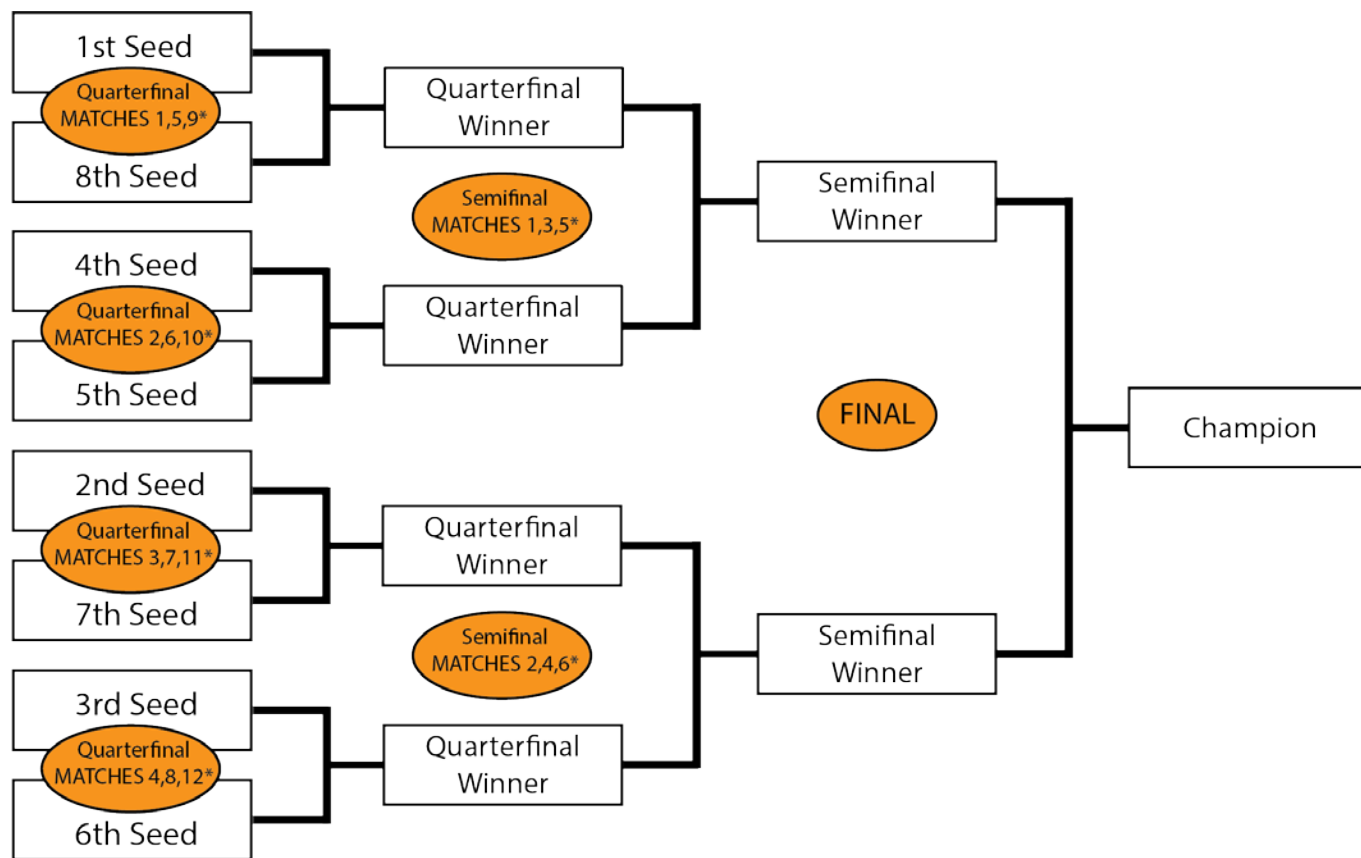 1st Seed
Quarterfinal
MATCHES 1,5,9*
8th Seed
4th Seed
Quarterfinal
MATCHES 2,6,10*
5th Seed
2nd Seed
Quarterfinal
MATCHES 3,7,11*
7th Seed
3rd Seed
Quarterfinal
MATCHES 4,8,12*
6th Seed
Quarterfinal
Winner
Semifinal
MATCHES 1,3,5*
Quarterfinal
Winner
Quarterfinal
Winner
Semifinal
MATCHES 2,4,6*
Quarterfinal
Winner
Semifinal
Winner
FINAL
Semifinal
Winner
Champion